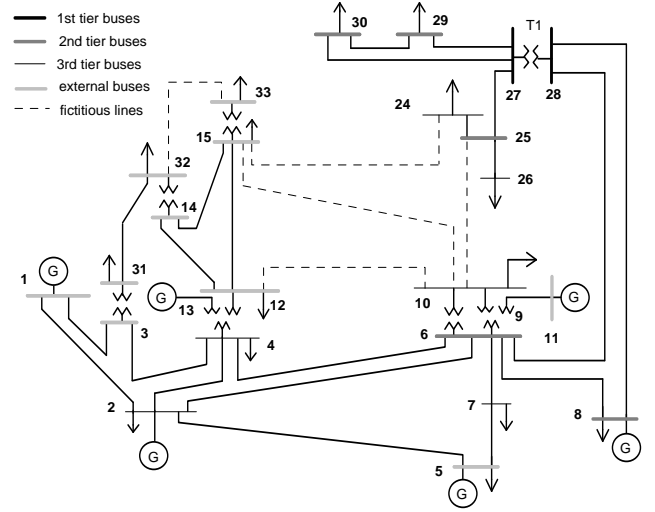 1st tier buses
2nd tier buses
3rd tier buses
external buses
fictitious lines
30
29
T1
27
28
33
24
15
25
32
26
14
31
1
G
G
13
12
10
9
G
11
3
4
6
2
7
8
G
5
G
G